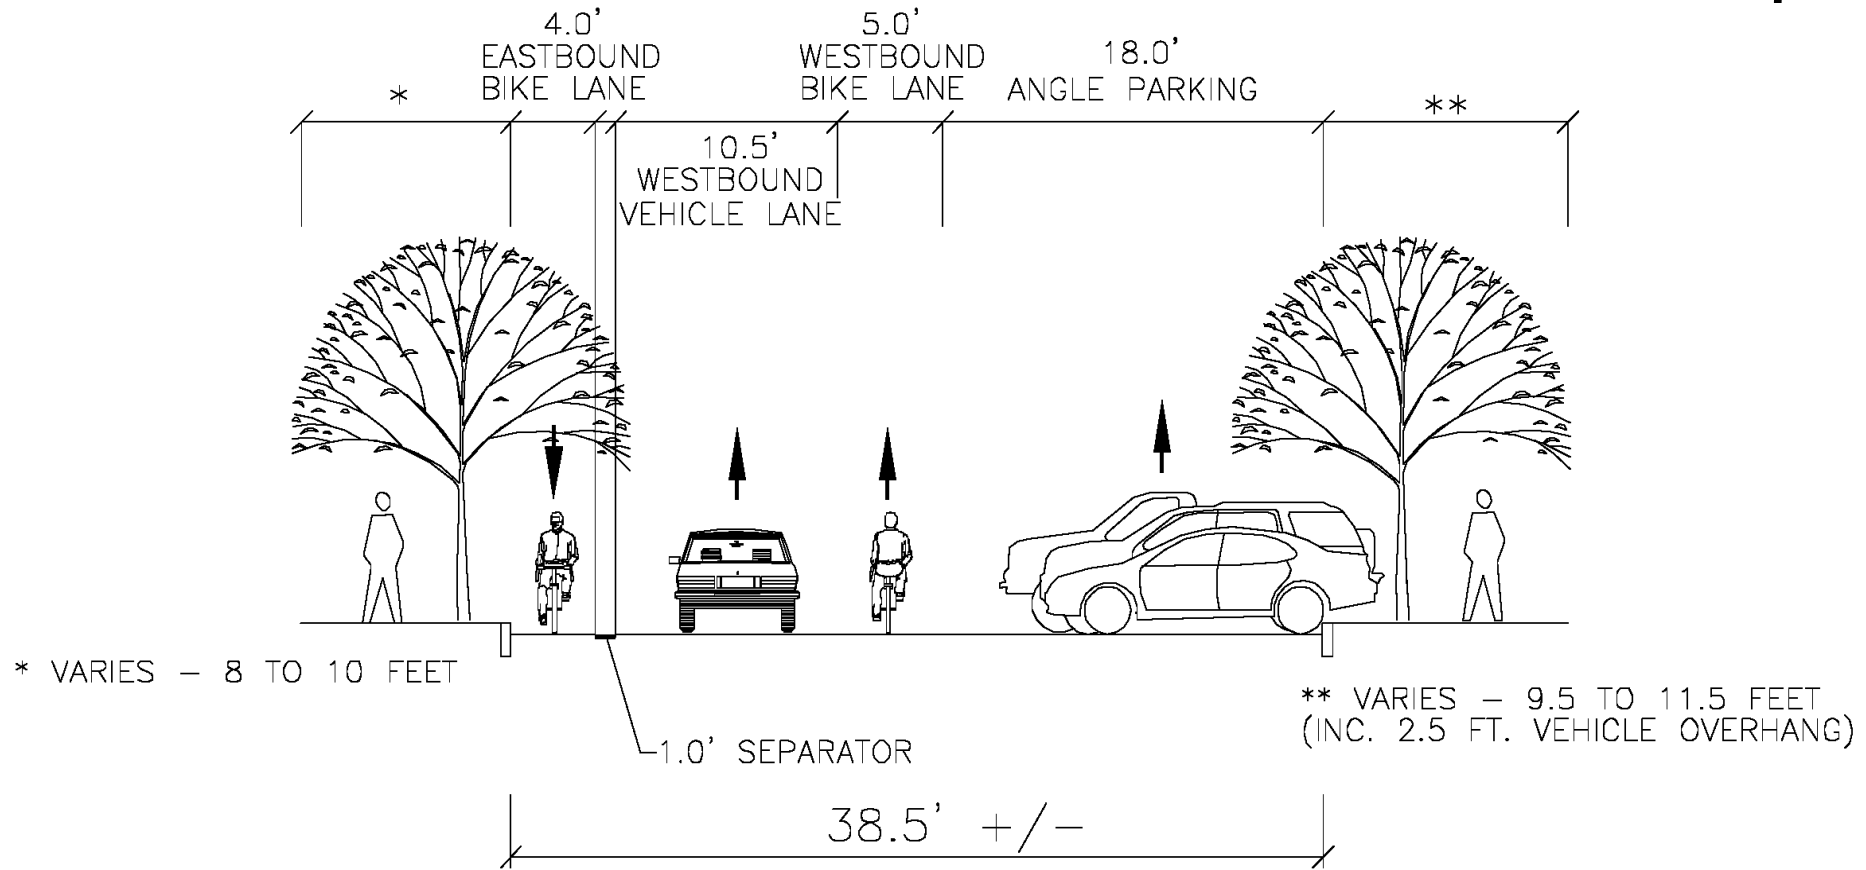 4.0'
EASTBOUND
BIKE LANE
5.0'
WESTBOUND
BIKE LANE
18.0'
ANGLE PARKING
*
**
10.5'
WESTBOUND
VEHICLE LANE
* VARIES – 8 TO 10 FEET
** VARIES – 9.5 TO 11.5 FEET
(INC. 2.5 FT. VEHICLE OVERHANG)
1.0' SEPARATOR
38.5' +/-